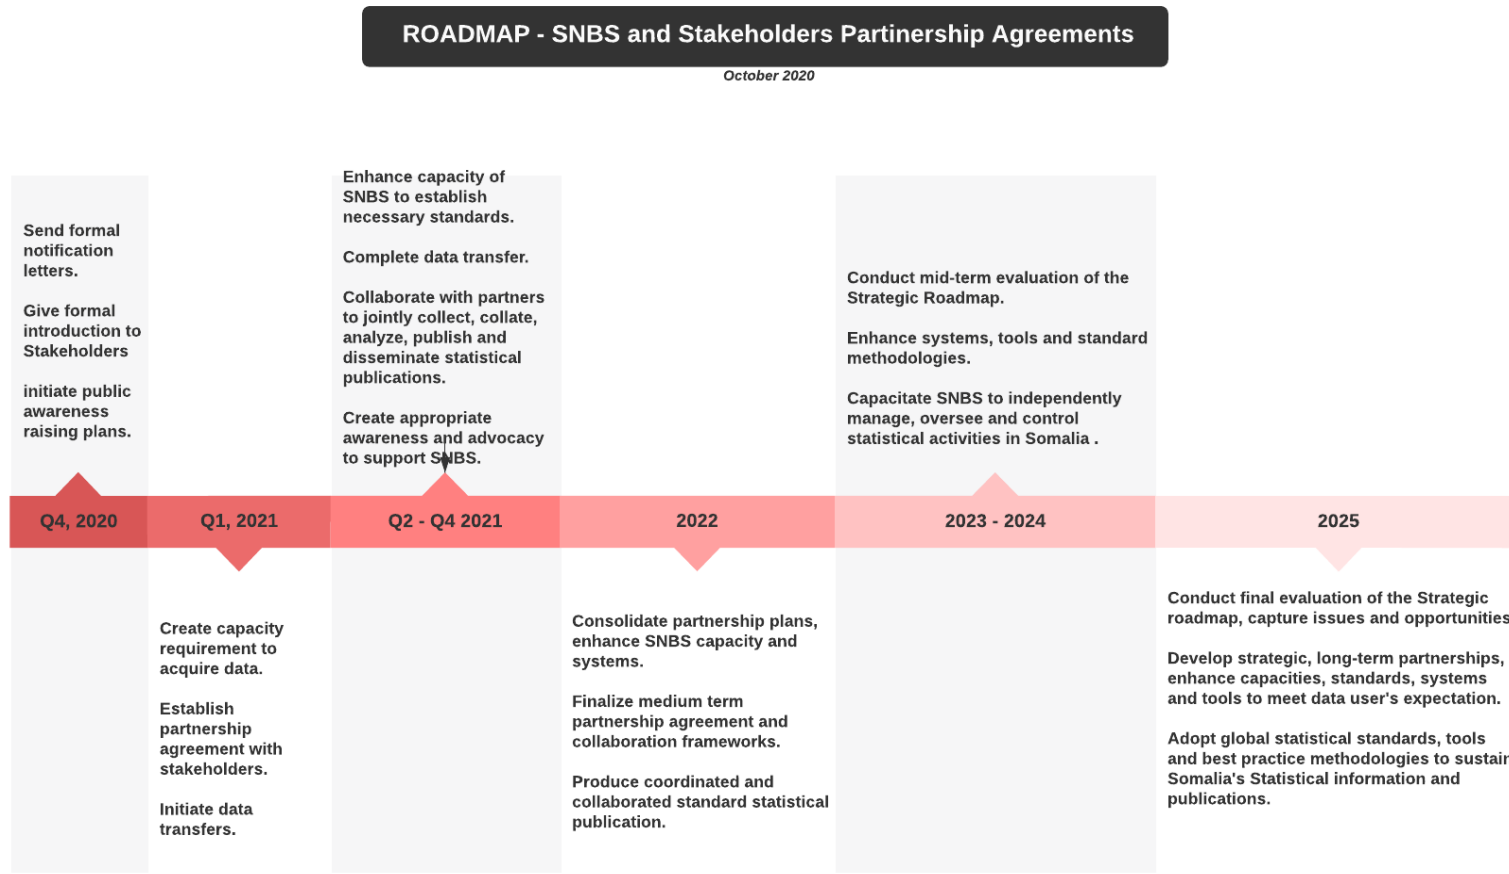 ROADMAP - SNBS and Stakeholders Partinership Agreements
October 2020
Send formal
notification
letters.
Give formal
introduction to
Stakeholders
initiate public
awareness
raising plans.
Enhance capacity of
SNBS to establish
necessary standards.
Complete data transfer.
Collaborate with partners
to jointly collect, collate,
analyze, publish and
disseminate statistical
publications.
Create appropriate
awareness and advocacy
to support SNBS.
Conduct mid-term evaluation of the
Strategic Roadmap.
Enhance systems, tools and standard
methodologies.
Capacitate SNBS to independently
manage, oversee and control
statistical activities in Somalia .
Q4, 2020
Q1, 2021
Q2 - Q4 2021
2022
2023 - 2024
2025
Create capacity
requirement to
acquire data.
Establish
partnership
agreement with
stakeholders.
Initiate data
transfers.
Consolidate partnership plans,
enhance SNBS capacity and
systems.
Finalize medium term
partnership agreement and
collaboration frameworks.
Produce coordinated and
collaborated standard statistical
publication.
Conduct final evaluation of the Strategic
roadmap, capture issues and opportunities
Develop strategic, long-term partnerships,
enhance capacities, standards, systems
and tools to meet data user's expectation.
Adopt global statistical standards, tools
and best practice methodologies to sustain
Somalia's Statistical information and
publications.